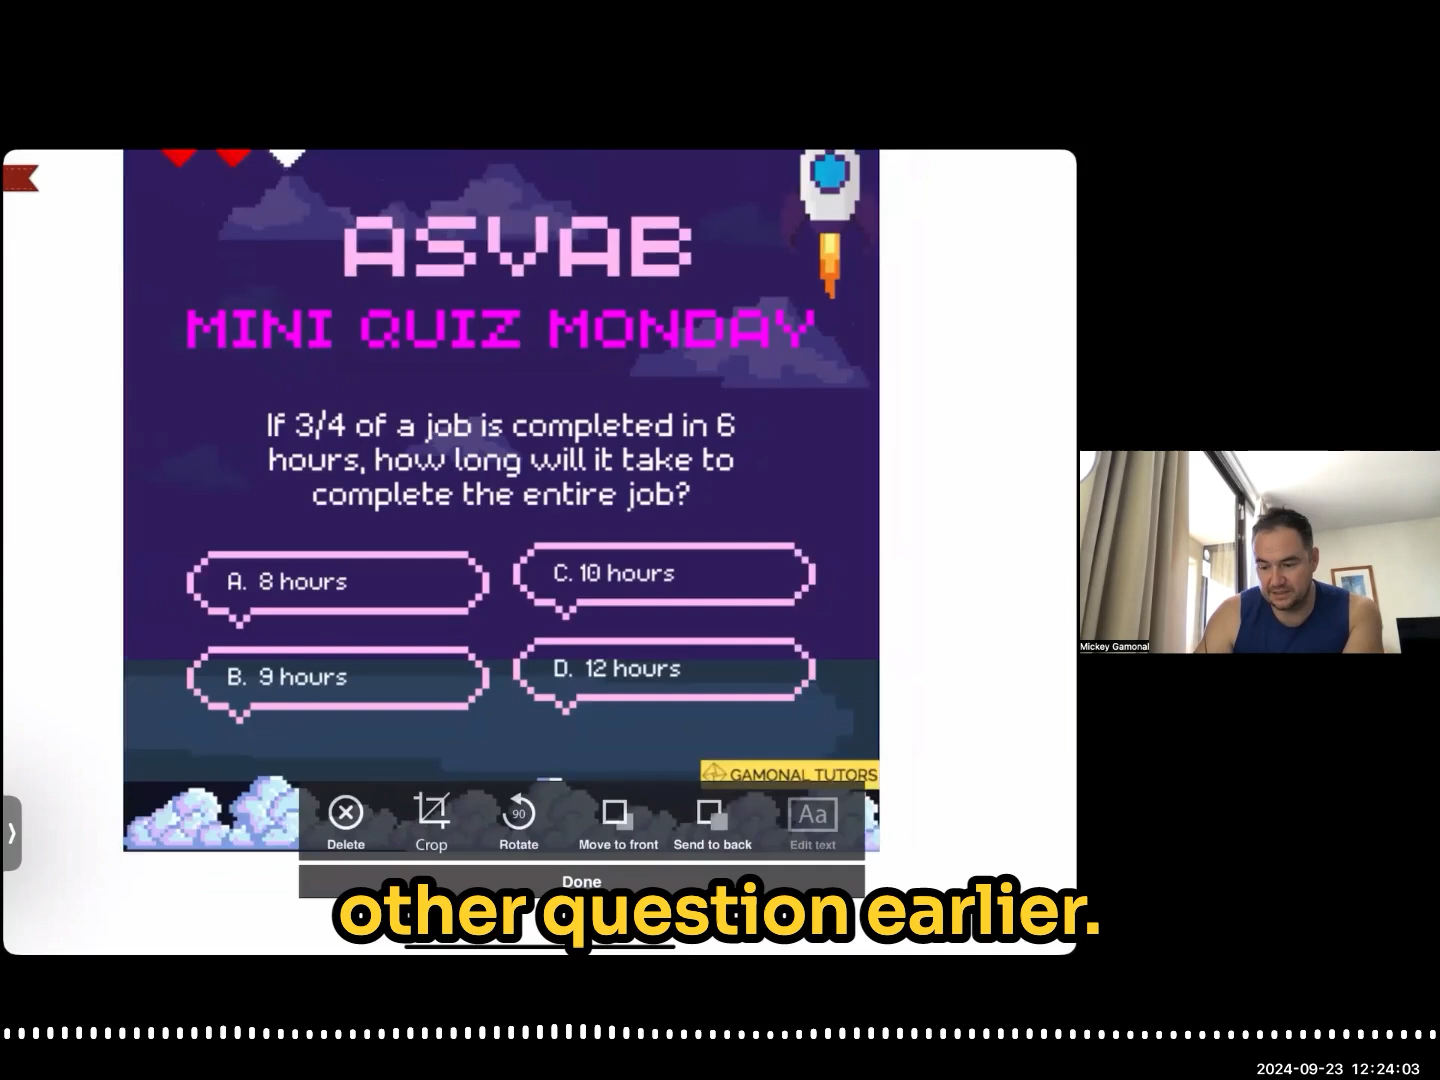 ASVAB
MINI QUIZ MONDAY
If 3/4 of a job is completed in 6
hours, how long will it take to
complete the entire job?
A. 8 hours
C. 10 hours
B. 9 hours
D. 12 hours
GAMONAL TUTORS
90
Aa
Delete
Crop
Rotate
Move to front
Send to back
Edit text
Done
other question earlier.
Mickey Gamonal
2024-09-23 12:24:03